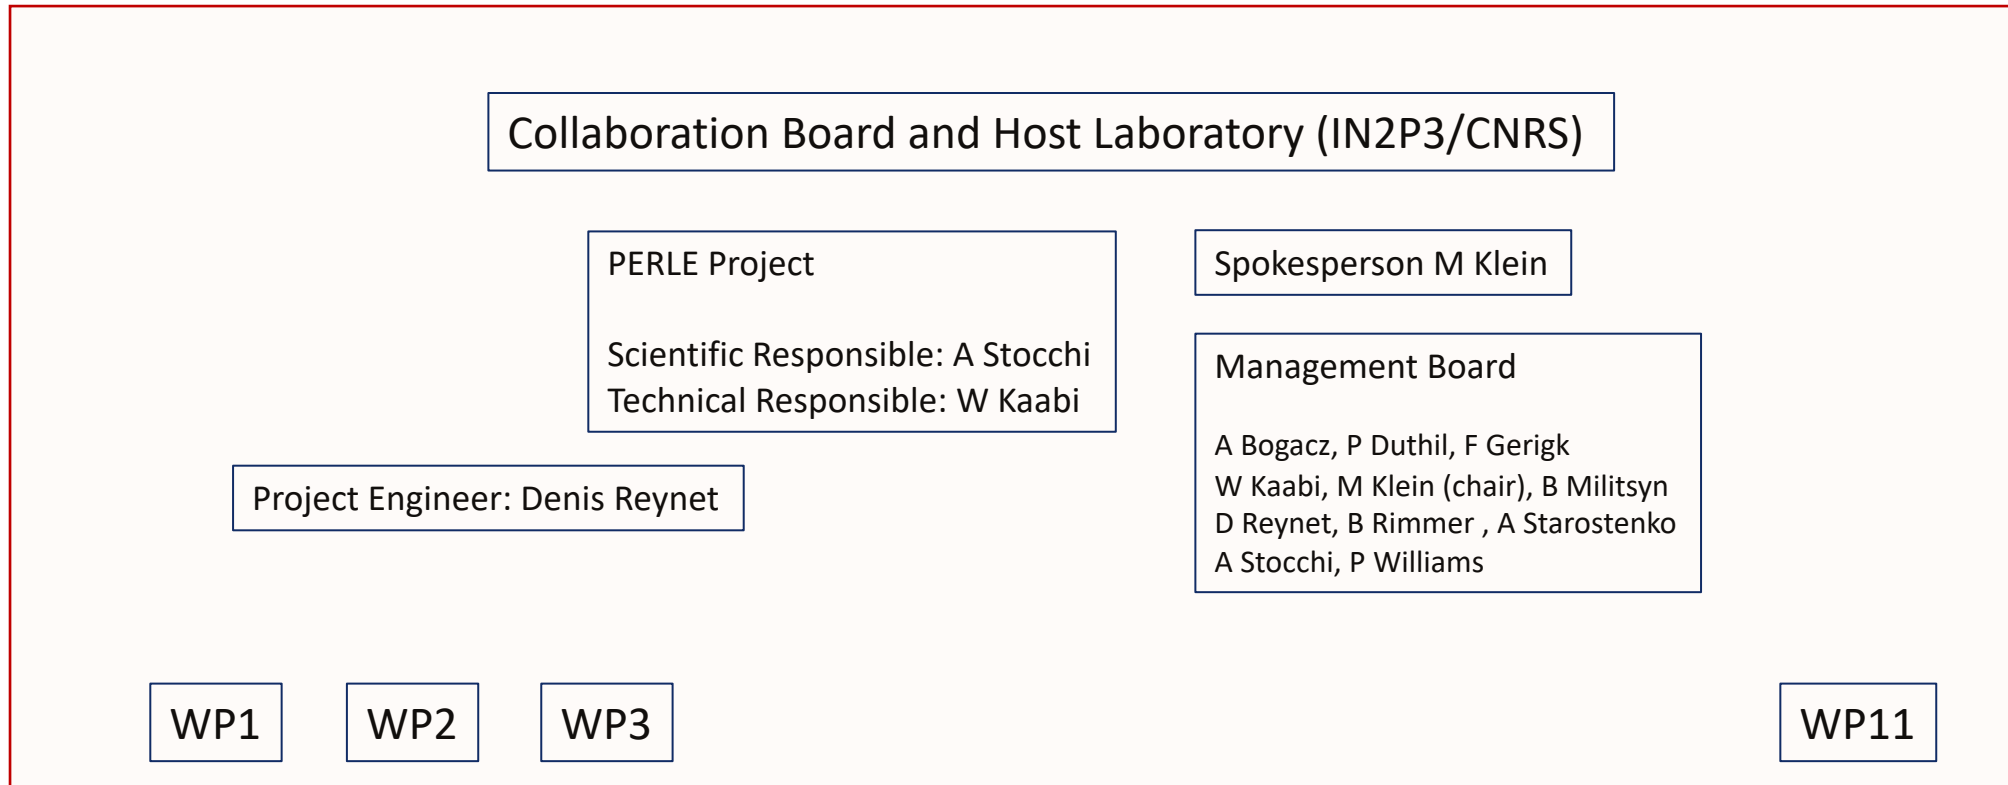 Collaboration Board and Host Laboratory (IN2P3/CNRS)
PERLE Project
Scientific Responsible: A Stocchi
Technical Responsible: W Kaabi
Spokesperson M Klein
Management Board
A Bogacz, P Duthil, F Gerigk
W Kaabi, M Klein (chair), B Militsyn
D Reynet, B Rimmer , A Starostenko
A Stocchi, P Williams
Project Engineer: Denis Reynet
WP1
WP2
WP3
WP11